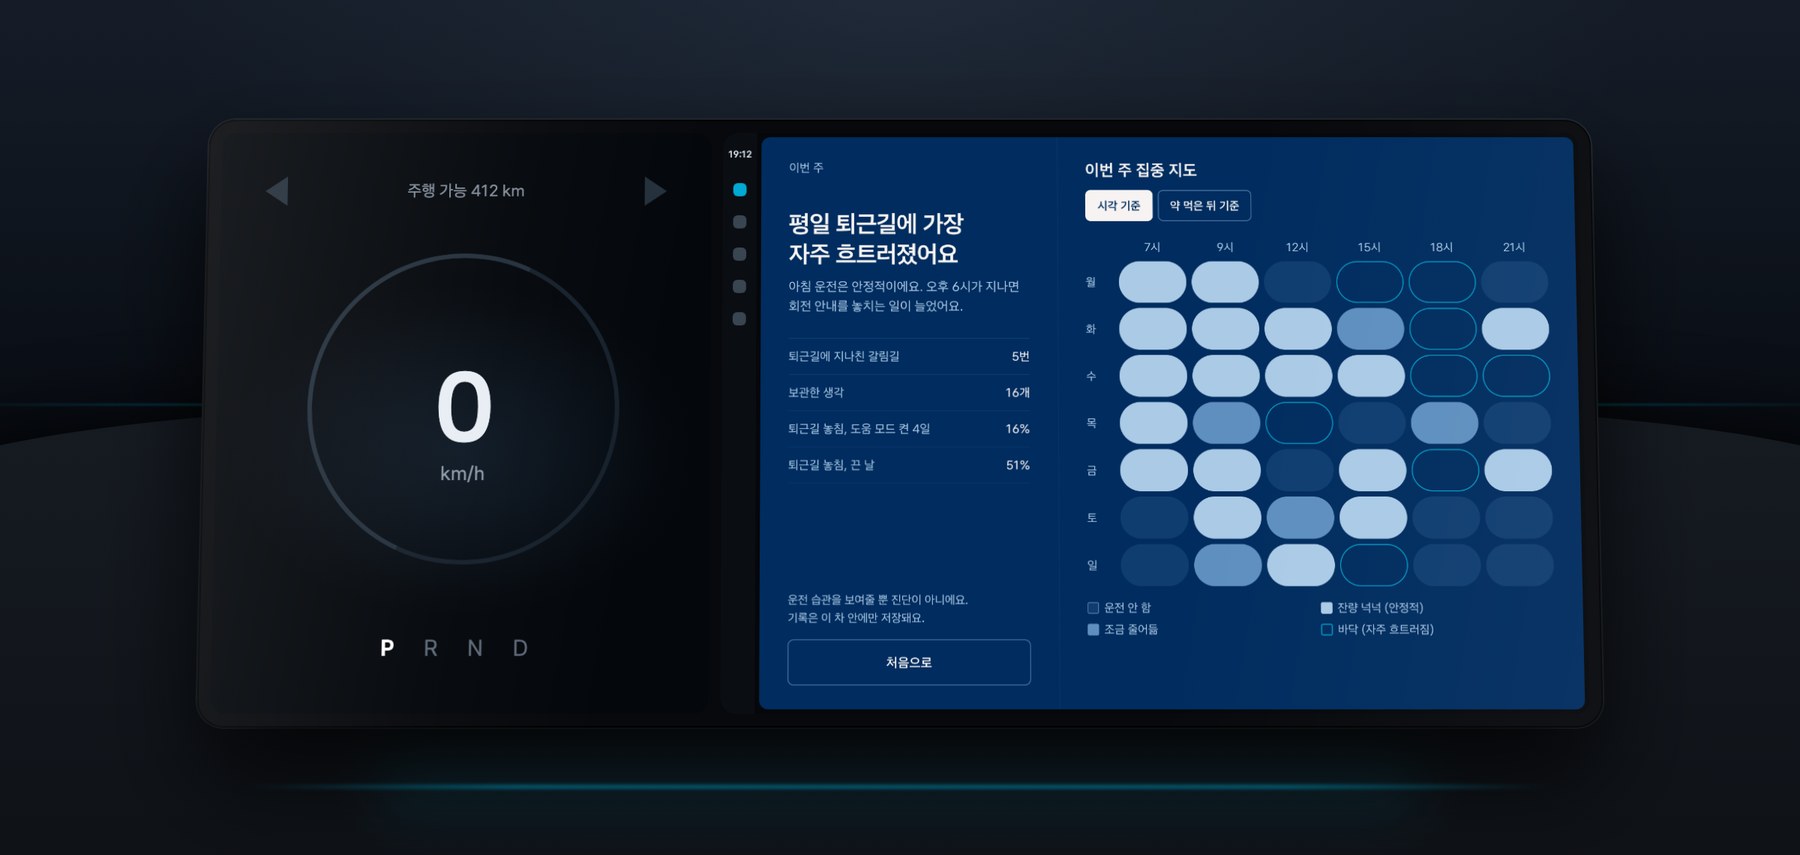 주행 가능 412 km
0
km/h
P R N D
19:12
이번 주
평일 퇴근길에 가장
자주 흐트러졌어요
아침 운전은 안정적이에요. 오후 6시가 지나면
회전 안내를 놓치는 일이 늘었어요.
퇴근길에 지나친 갈림길 5번
보관한 생각 16개
퇴근길 놓침, 도움 모드 켠 4일 16%
퇴근길 놓침, 끈 날 51%
운전 습관을 보여줄 뿐 진단이 아니에요.
기록은 이 차 안에만 저장돼요.
처음으로
이번 주 집중 지도
시각 기준 약 먹은 뒤 기준
7시 9시 12시 15시 18시 21시
월
화
수
목
금
토
일
운전 안 함 잔량 넉넉 (안정적)
조금 줄어듦 바닥 (자주 흐트러짐)